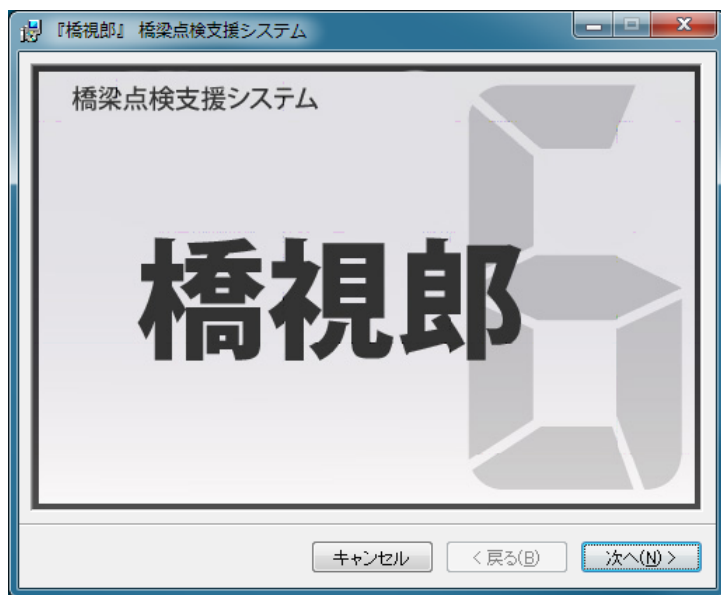 『橋視郎』 橋梁点検支援システム
橋梁点検支援システム
橋視郎
6
キャンセル
< 戻る(B)
次へ(N) >